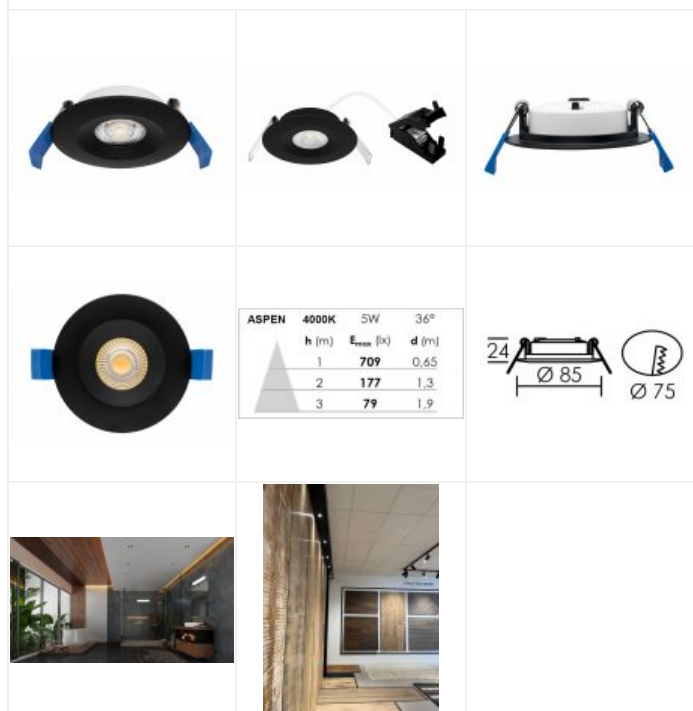 ASPEN 4000K 5W 36°
h (m) Emax (lx) d (m)
1 709 0,65
2 177 1,3
3 79 1,9
24
Ø 85
Ø 75